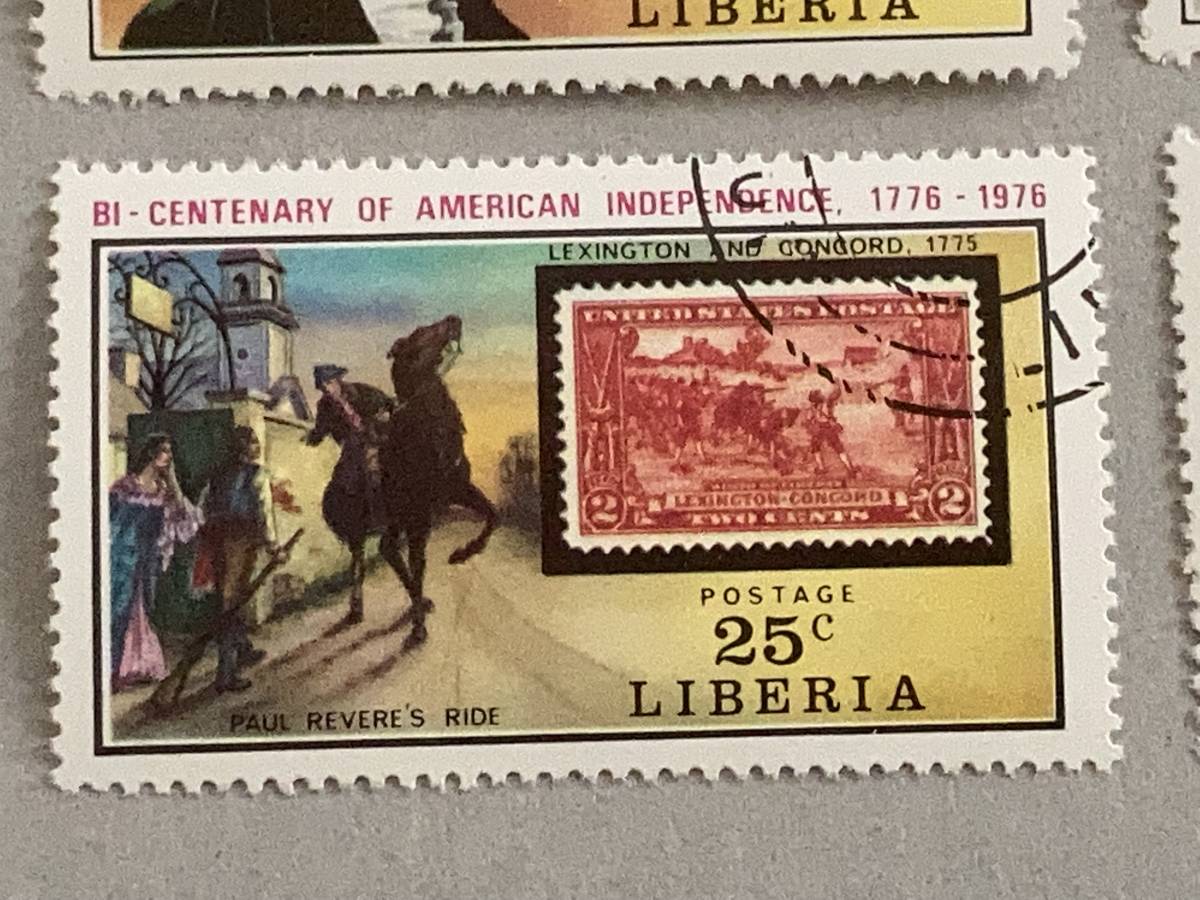 LIBERIA
BI - CENTENARY OF AMERICAN INDEPENDENCE, 1776 - 1976
LEXINGTON AND CONCORD, 1775
UNITED STATES POSTAGE
2 LEXINGTON-CONCORD 2
TWO CENTS
POSTAGE
25C
LIBERIA
PAUL REVERE'S RIDE